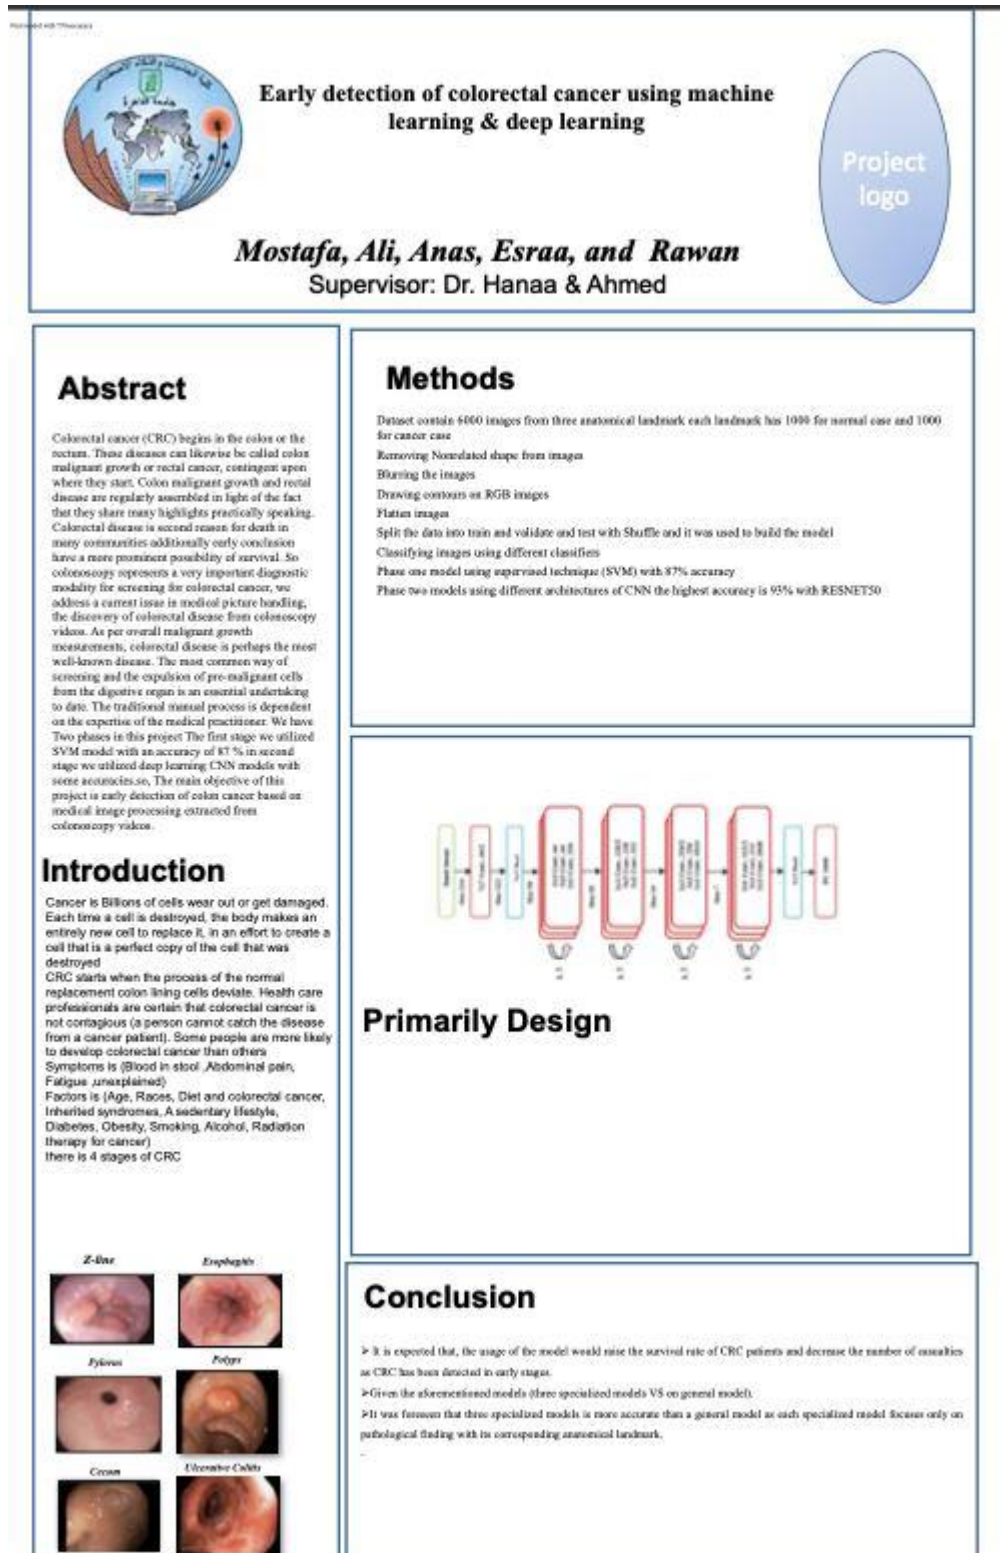 كلية الحاسبات والذكاء الاصطناعي
جامعة القاهرة
Early detection of colorectal cancer using machine
learning & deep learning
Project
logo
Mostafa, Ali, Anas, Esraa, and Rawan
Supervisor: Dr. Hanaa & Ahmed
Abstract
Colorectal cancer (CRC) begins in the colon or the
rectum. These diseases can likewise be called colon
malignant growth or rectal cancer, contingent upon
where they start. Colon malignant growth and rectal
disease are regularly assembled in light of the fact
that they share many highlights practically speaking.
Colorectal disease is second reason for death in
many communities additionally early conclusion
have a more prominent possibility of survival. So
colonoscopy represents a very important diagnostic
modality for screening for colorectal cancer, we
address a current issue in medical picture handling,
the discovery of colorectal disease from colonoscopy
videos. As per overall malignant growth
measurements, colorectal disease is perhaps the most
well-known disease. The most common way of
screening and the expulsion of pre-malignant cells
from the digestive organ is an essential undertaking
to date. The traditional manual process is dependent
on the expertise of the medical practitioner. We have
Two phases in this project The first stage we utilized
SVM model with an accuracy of 87 % in second
stage we utilized deep learning CNN models with
some accuracies.so, The main objective of this
project is early detection of colon cancer based on
medical image processing extracted from
colonoscopy videos.
Introduction
Cancer is Billions of cells wear out or get damaged.
Each time a cell is destroyed, the body makes an
entirely new cell to replace it, in an effort to create a
cell that is a perfect copy of the cell that was
destroyed
CRC starts when the process of the normal
replacement colon lining cells deviate. Health care
professionals are certain that colorectal cancer is
not contagious (a person cannot catch the disease
from a cancer patient). Some people are more likely
to develop colorectal cancer than others
Symptoms is (Blood in stool ,Abdominal pain,
Fatigue ,unexplained)
Factors is (Age, Races, Diet and colorectal cancer,
Inherited syndromes, A sedentary lifestyle,
Diabetes, Obesity, Smoking, Alcohol, Radiation
therapy for cancer)
there is 4 stages of CRC
Z-line
Esophagitis
Pylorus
Polyps
Cecum
Ulcerative Colitis
Methods
Dataset contain 6000 images from three anatomical landmark each landmark has 1000 for normal case and 1000
for cancer case
Removing Nonrelated shape from images
Blurring the images
Drawing contours on RGB images
Flatten images
Split the data into train and validate and test with Shuffle and it was used to build the model
Classifying images using different classifiers
Phase one model using supervised technique (SVM) with 87% accuracy
Phase two models using different architectures of CNN the highest accuracy is 93% with RESNET50
Primarily Design
Conclusion
➢ It is expected that, the usage of the model would raise the survival rate of CRC patients and decrease the number of casualties
as CRC has been detected in early stages.
➢Given the aforementioned models (three specialized models VS on general model).
➢It was foreseen that three specialized models is more accurate than a general model as each specialized model focuses only on
pathological finding with its corresponding anatomical landmark.